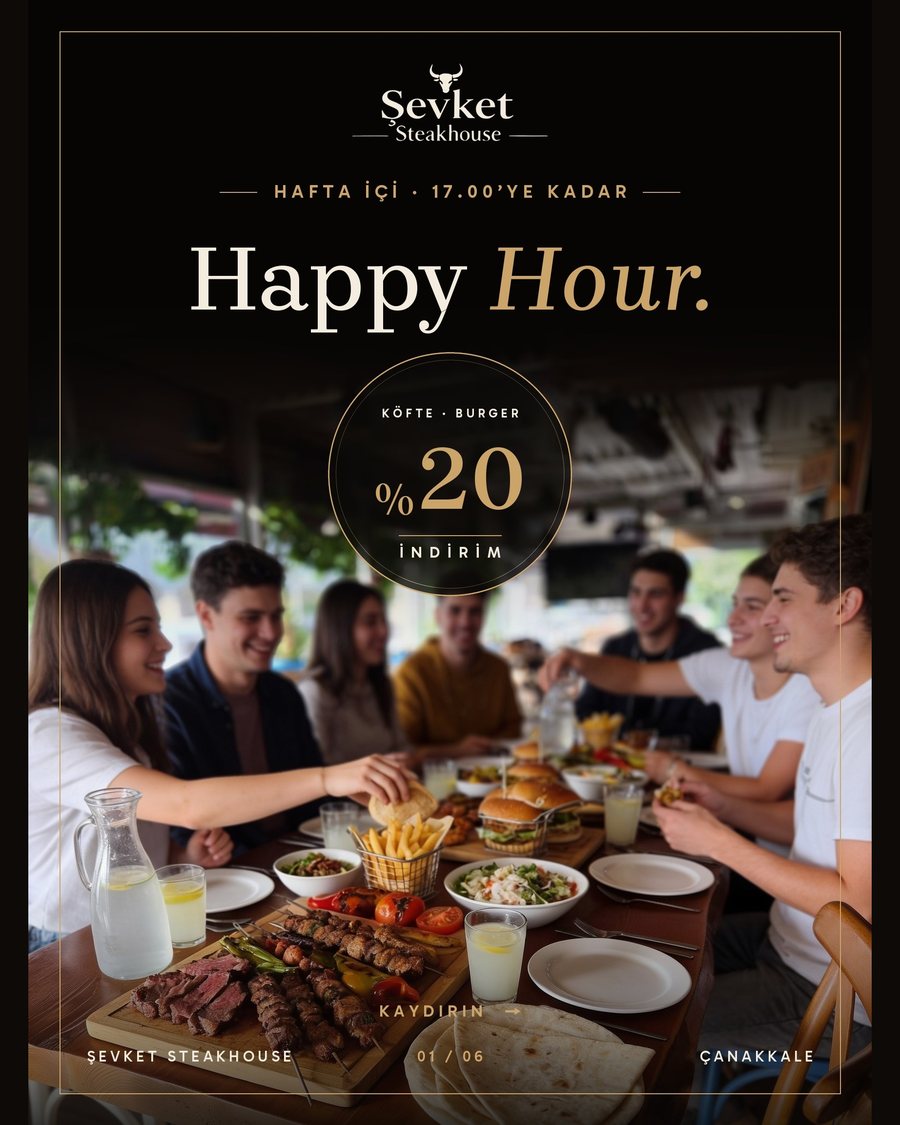 Şevket
Steakhouse
HAFTA İÇİ · 17.00’YE KADAR
Happy Hour.
KÖFTE · BURGER
%20
İNDİRİM
KAYDIRIN →
ŞEVKET STEAKHOUSE
01 / 06
ÇANAKKALE